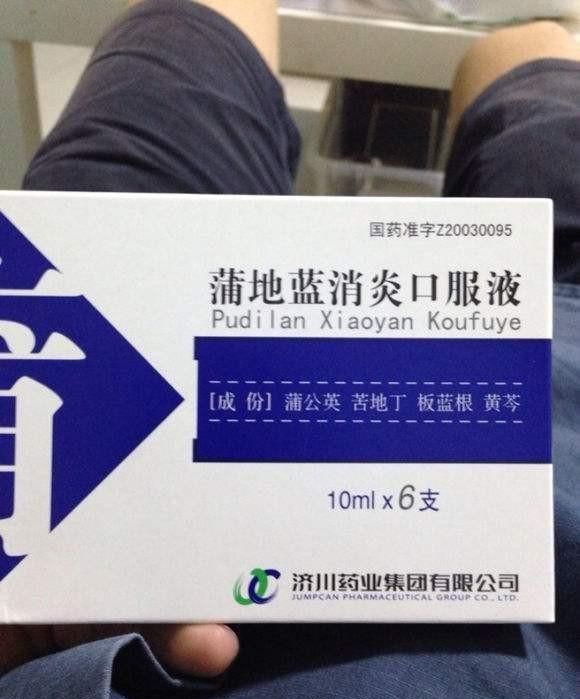 国药准字Z20030095
蒲地蓝消炎口服液
Pudilan Xiaoyan Koufuye
[成 份] 蒲公英 苦地丁 板蓝根 黄芩
10ml x 6支
济川药业集团有限公司
JUMPCAN PHARMACEUTICAL GROUP CO., LTD.